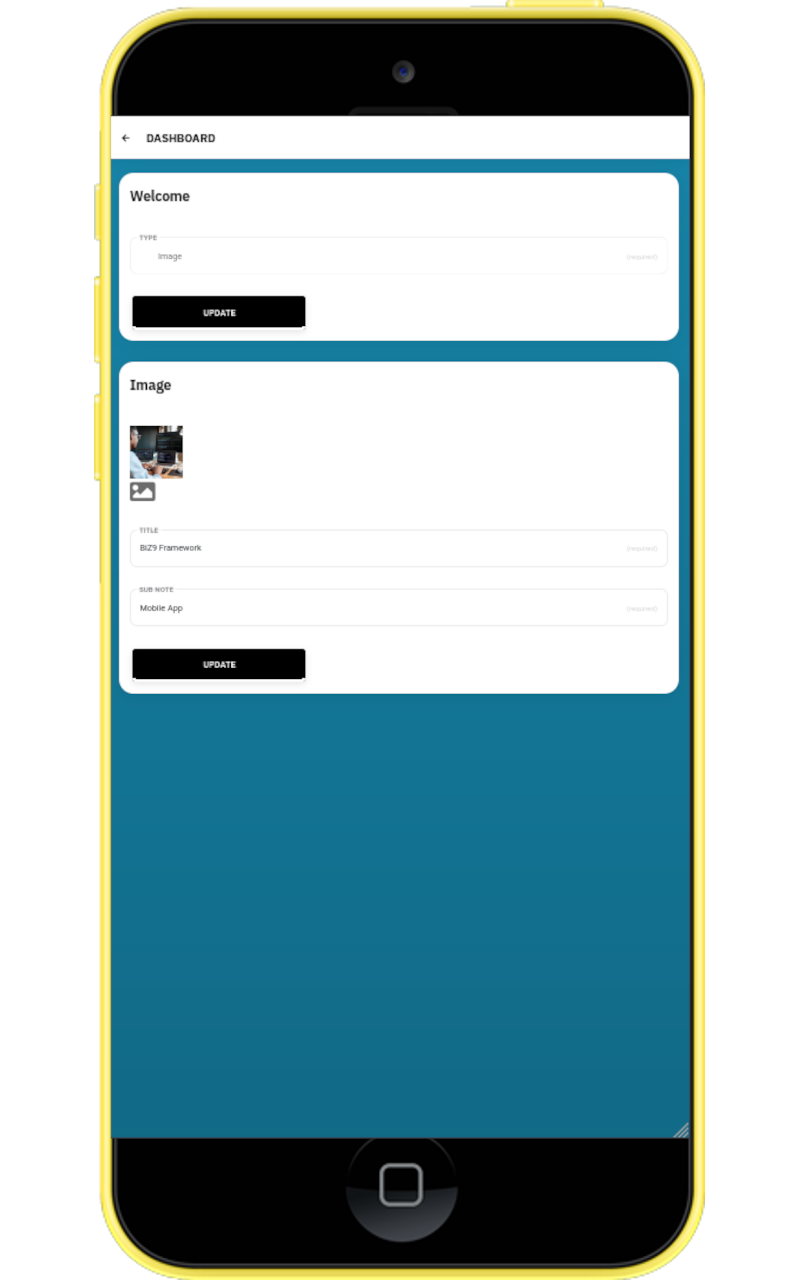 DASHBOARD
Welcome
TYPE
Image (required)
UPDATE
Image
TITLE
BiZ9 Framework (required)
SUB NOTE
Mobile App (required)
UPDATE